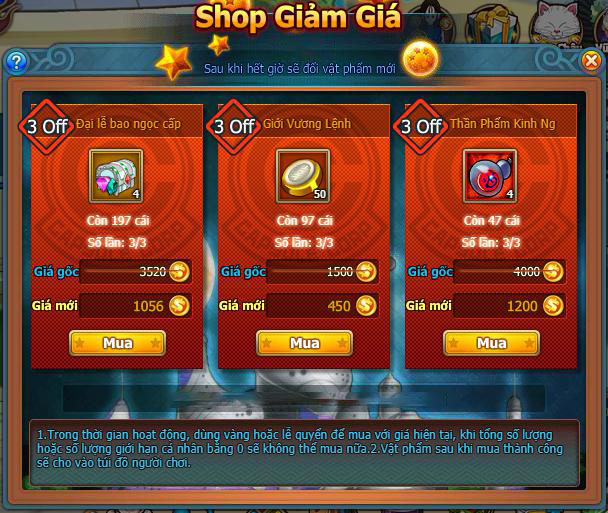 Shop Giảm Giá
Sau khi hết giờ sẽ đổi vật phẩm mới
3 Off Đại lễ bao ngọc cấp
4
Còn 197 cái
Số lần: 3/3
Giá gốc 3520
Giá mới 1056
Mua
3 Off Giới Vương Lệnh
50
Còn 97 cái
Số lần: 3/3
Giá gốc 1500
Giá mới 450
Mua
3 Off Thần Phẩm Kinh Ng
4
Còn 47 cái
Số lần: 3/3
Giá gốc 4000
Giá mới 1200
Mua
1.Trong thời gian hoạt động, dùng vàng hoặc lễ quyển để mua với giá hiện tại, khi tổng số lượng
hoặc số lượng giới hạn cá nhân bằng 0 sẽ không thể mua nữa.2.Vật phẩm sau khi mua thành công
sẽ cho vào túi đồ người chơi.